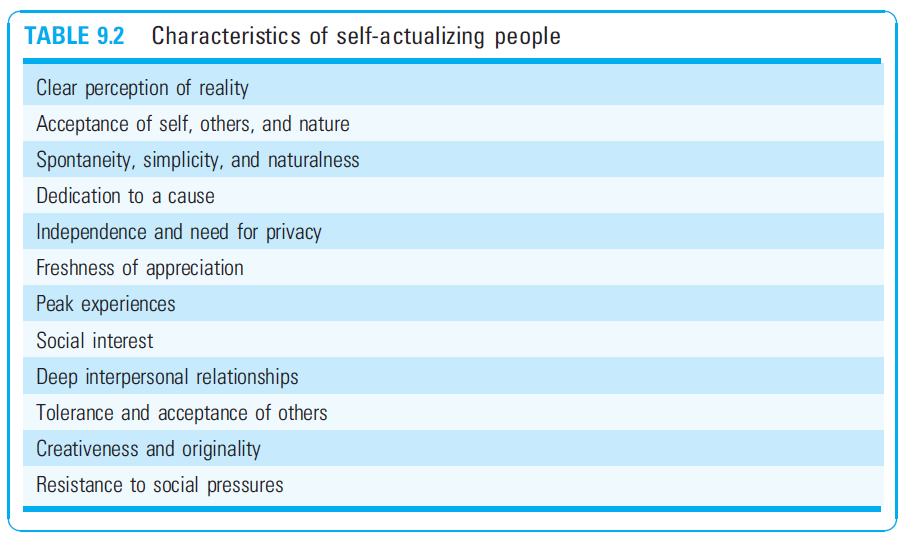 TABLE 9.2 Characteristics of self-actualizing people
Clear perception of reality
Acceptance of self, others, and nature
Spontaneity, simplicity, and naturalness
Dedication to a cause
Independence and need for privacy
Freshness of appreciation
Peak experiences
Social interest
Deep interpersonal relationships
Tolerance and acceptance of others
Creativeness and originality
Resistance to social pressures